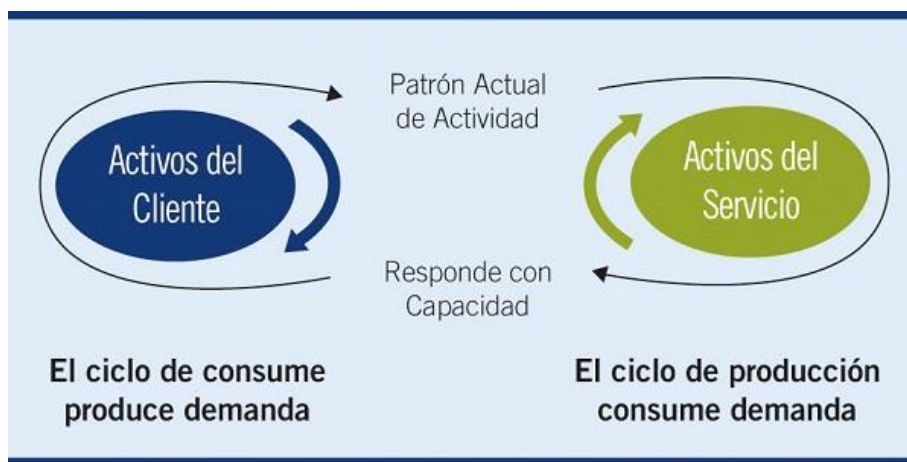 Patrón Actual
de Actividad
Activos del
Cliente
Activos del
Servicio
Responde con
Capacidad
El ciclo de consume
produce demanda
El ciclo de producción
consume demanda